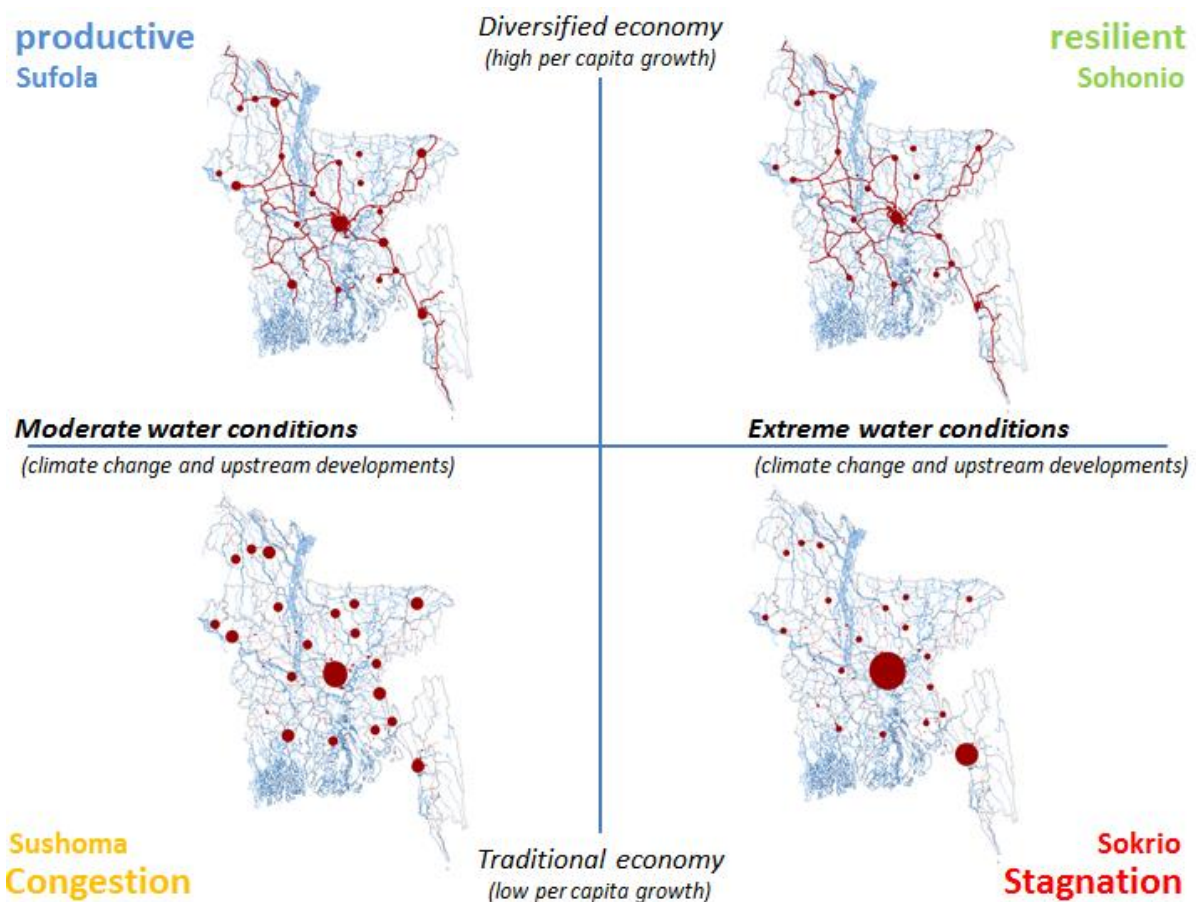 productive
Sufola
Diversified economy
(high per capita growth)
resilient
Sohonio
Moderate water conditions
(climate change and upstream developments)
Extreme water conditions
(climate change and upstream developments)
Sushoma
Congestion
Traditional economy
(low per capita growth)
Sokrio
Stagnation